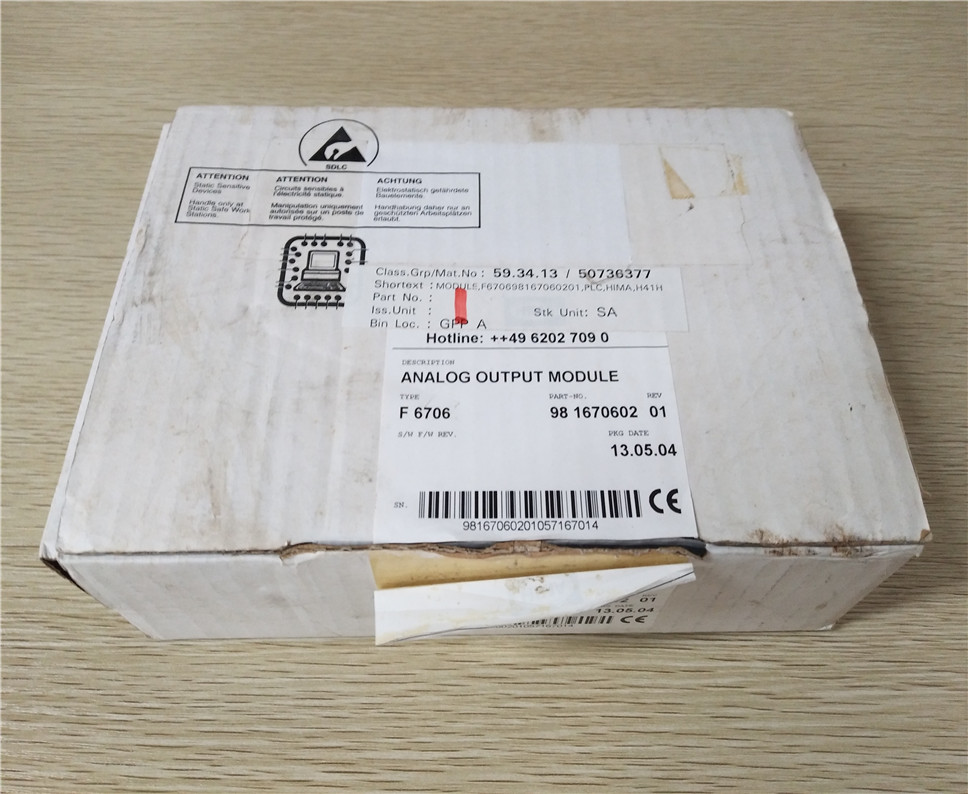 SDLC
ATTENTION
Static Sensitive
Devices
Handle only at
Static Safe Work
Stations.
ATTENTION
Circuits sensibles à
l'électricité statique.
Manipulation uniquement
autorisée sur un poste de
travail protégé.
ACHTUNG
Elektrostatisch gefährdete
Bauelemente.
Handhabung daher nur an
geschützten Arbeitsplätzen
erlaubt.
Class.Grp/Mat.No : 59.34.13 / 50736377
Shortext : MODULE,F670698167060201,PLC,HIMA,H41H
Part No. :
Iss.Unit : Stk Unit: SA
Bin Loc. : GPP A
Hotline: ++49 6202 709 0
DESCRIPTION
ANALOG OUTPUT MODULE
TYPE PART-NO. REV
F 6706 98 1670602 01
S/W F/W REV. PKG DATE
13.05.04
SN. CE
98167060201057167014
01
13.05.04
CE